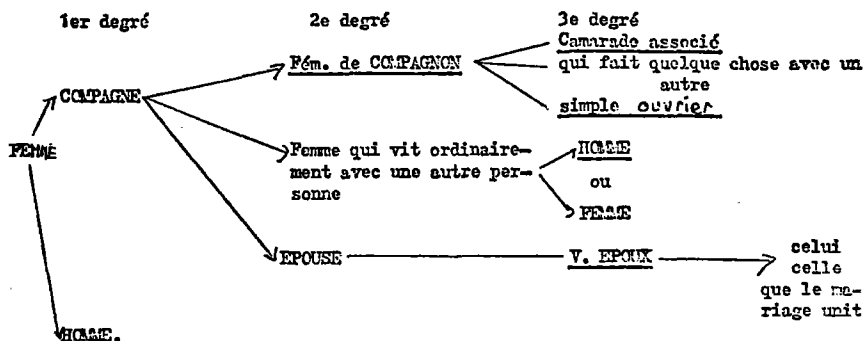 1er degré 2e degré 3e degré
Camarade associé
Fém. de COMPAGNON qui fait quelque chose avec un
autre
COMPAGNE simple ouvrier
Femme qui vit ordinaire- HOMME
FEMME ment avec une autre per- ou
sonne
FEMME
EPOUSE V. EPOUX celui
celle
que le ma-
riage unit
HOMME.